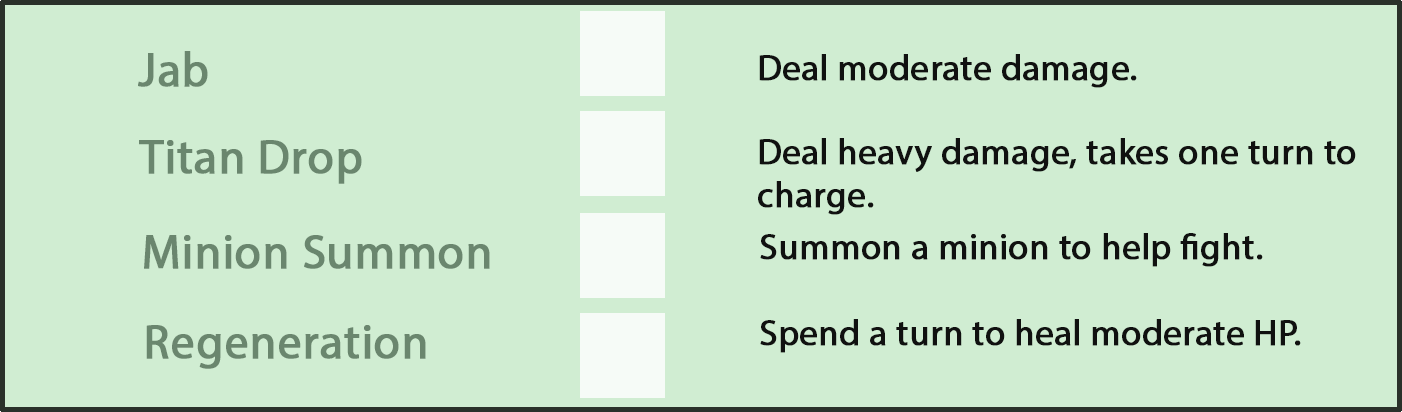 Jab
Deal moderate damage.
Titan Drop
Deal heavy damage, takes one turn to
charge.
Minion Summon
Summon a minion to help fight.
Regeneration
Spend a turn to heal moderate HP.